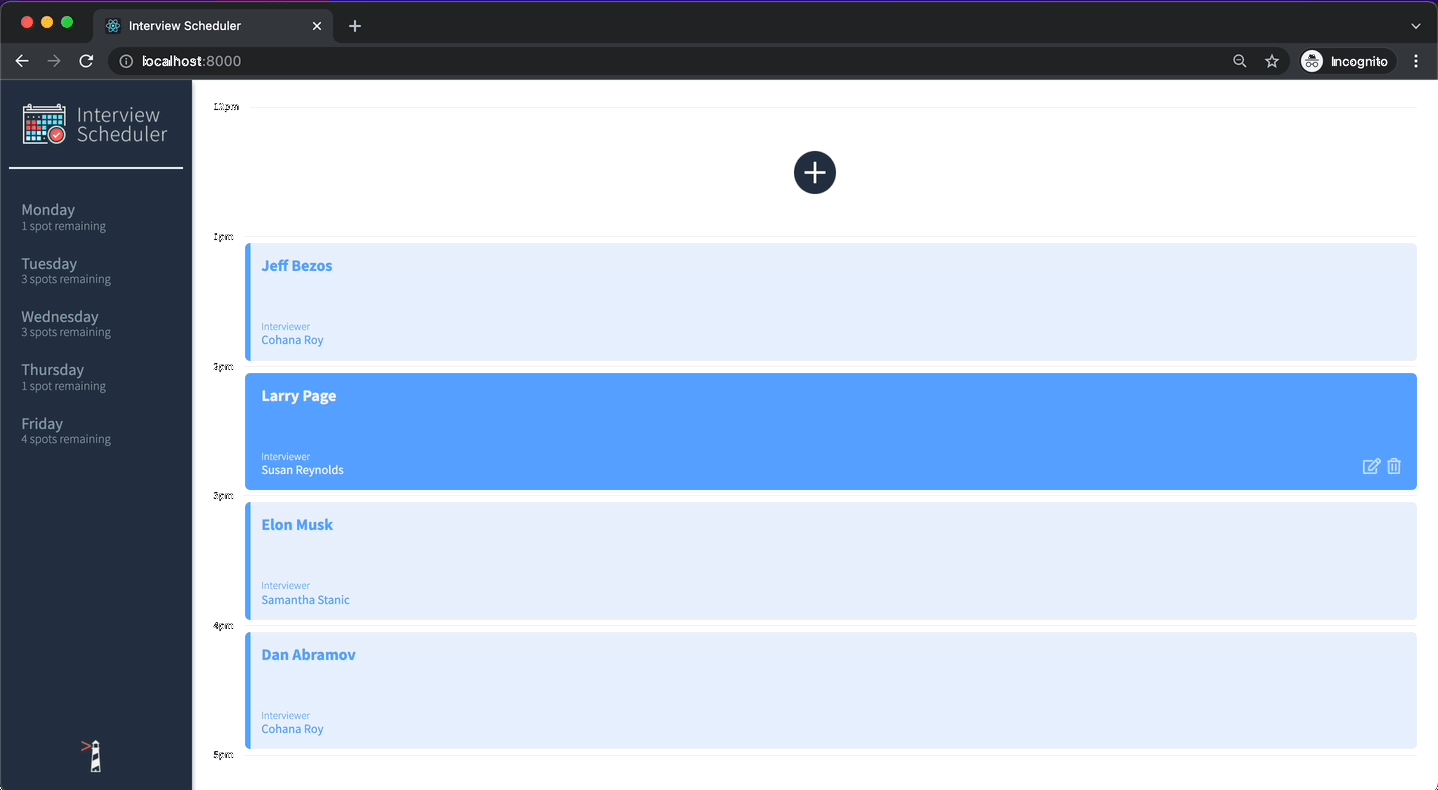 Interview Scheduler
localhost:8000
Incognito
Interview
Scheduler
Monday
1 spot remaining
Tuesday
3 spots remaining
Wednesday
3 spots remaining
Thursday
1 spot remaining
Friday
4 spots remaining
12pm
1pm
Jeff Bezos
Interviewer
Cohana Roy
2pm
Larry Page
Interviewer
Susan Reynolds
3pm
Elon Musk
Interviewer
Samantha Stanic
4pm
Dan Abramov
Interviewer
Cohana Roy
5pm